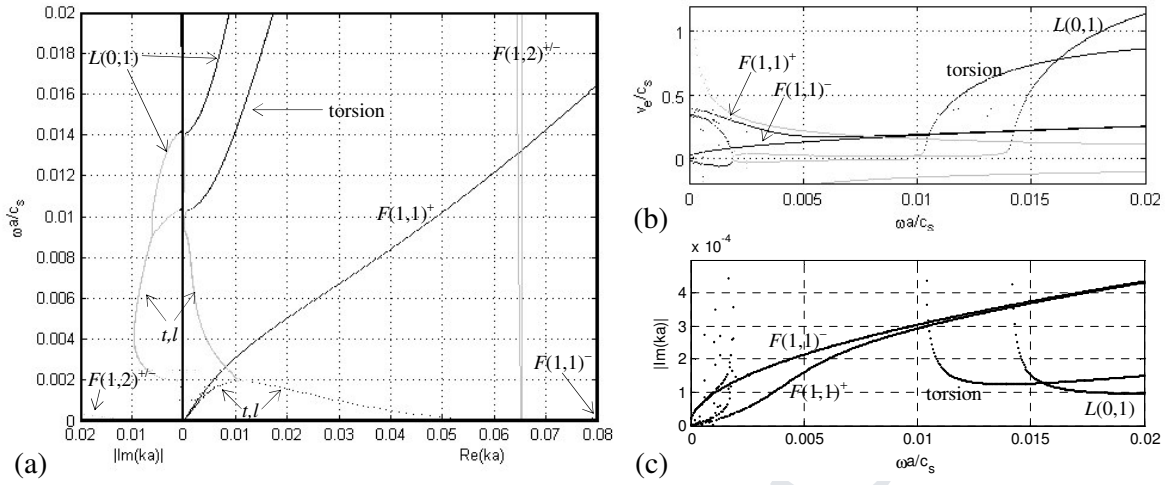 0.02
0.018
0.016
0.014
0.012
0.01
0.008
0.006
0.004
0.002
0
ωa/c_s
L(0,1)
F(1,2)^{+/-}
torsion
F(1,1)^+
t,l
F(1,2)^{+/-}
t,l
F(1,1)^-
0.02 0.01 0 0.01 0.02 0.03 0.04 0.05 0.06 0.07 0.08
|Im(ka)| Re(ka)
(a)
L(0,1)
1
0.5
0
v_e/c_s
F(1,1)^+
torsion
F(1,1)^-
0 0.005 0.01 0.015 0.02
ωa/c_s
(b)
x 10^{-4}
4
3
2
1
0
|Im(ka)|
F(1,1)^-
F(1,1)^+
torsion
L(0,1)
0 0.005 0.01 0.015 0.02
ωa/c_s
(c)